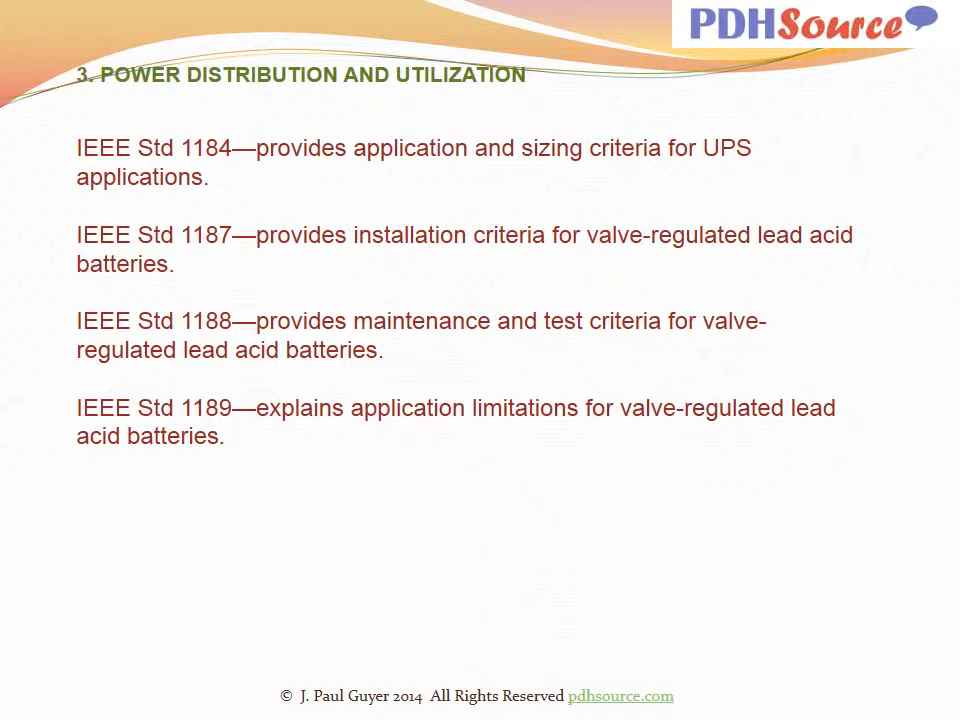 PDHSource
3. POWER DISTRIBUTION AND UTILIZATION
IEEE Std 1184—provides application and sizing criteria for UPS
applications.
IEEE Std 1187—provides installation criteria for valve-regulated lead acid
batteries.
IEEE Std 1188—provides maintenance and test criteria for valve-
regulated lead acid batteries.
IEEE Std 1189—explains application limitations for valve-regulated lead
acid batteries.
© J. Paul Guyer 2014 All Rights Reserved pdhsource.com